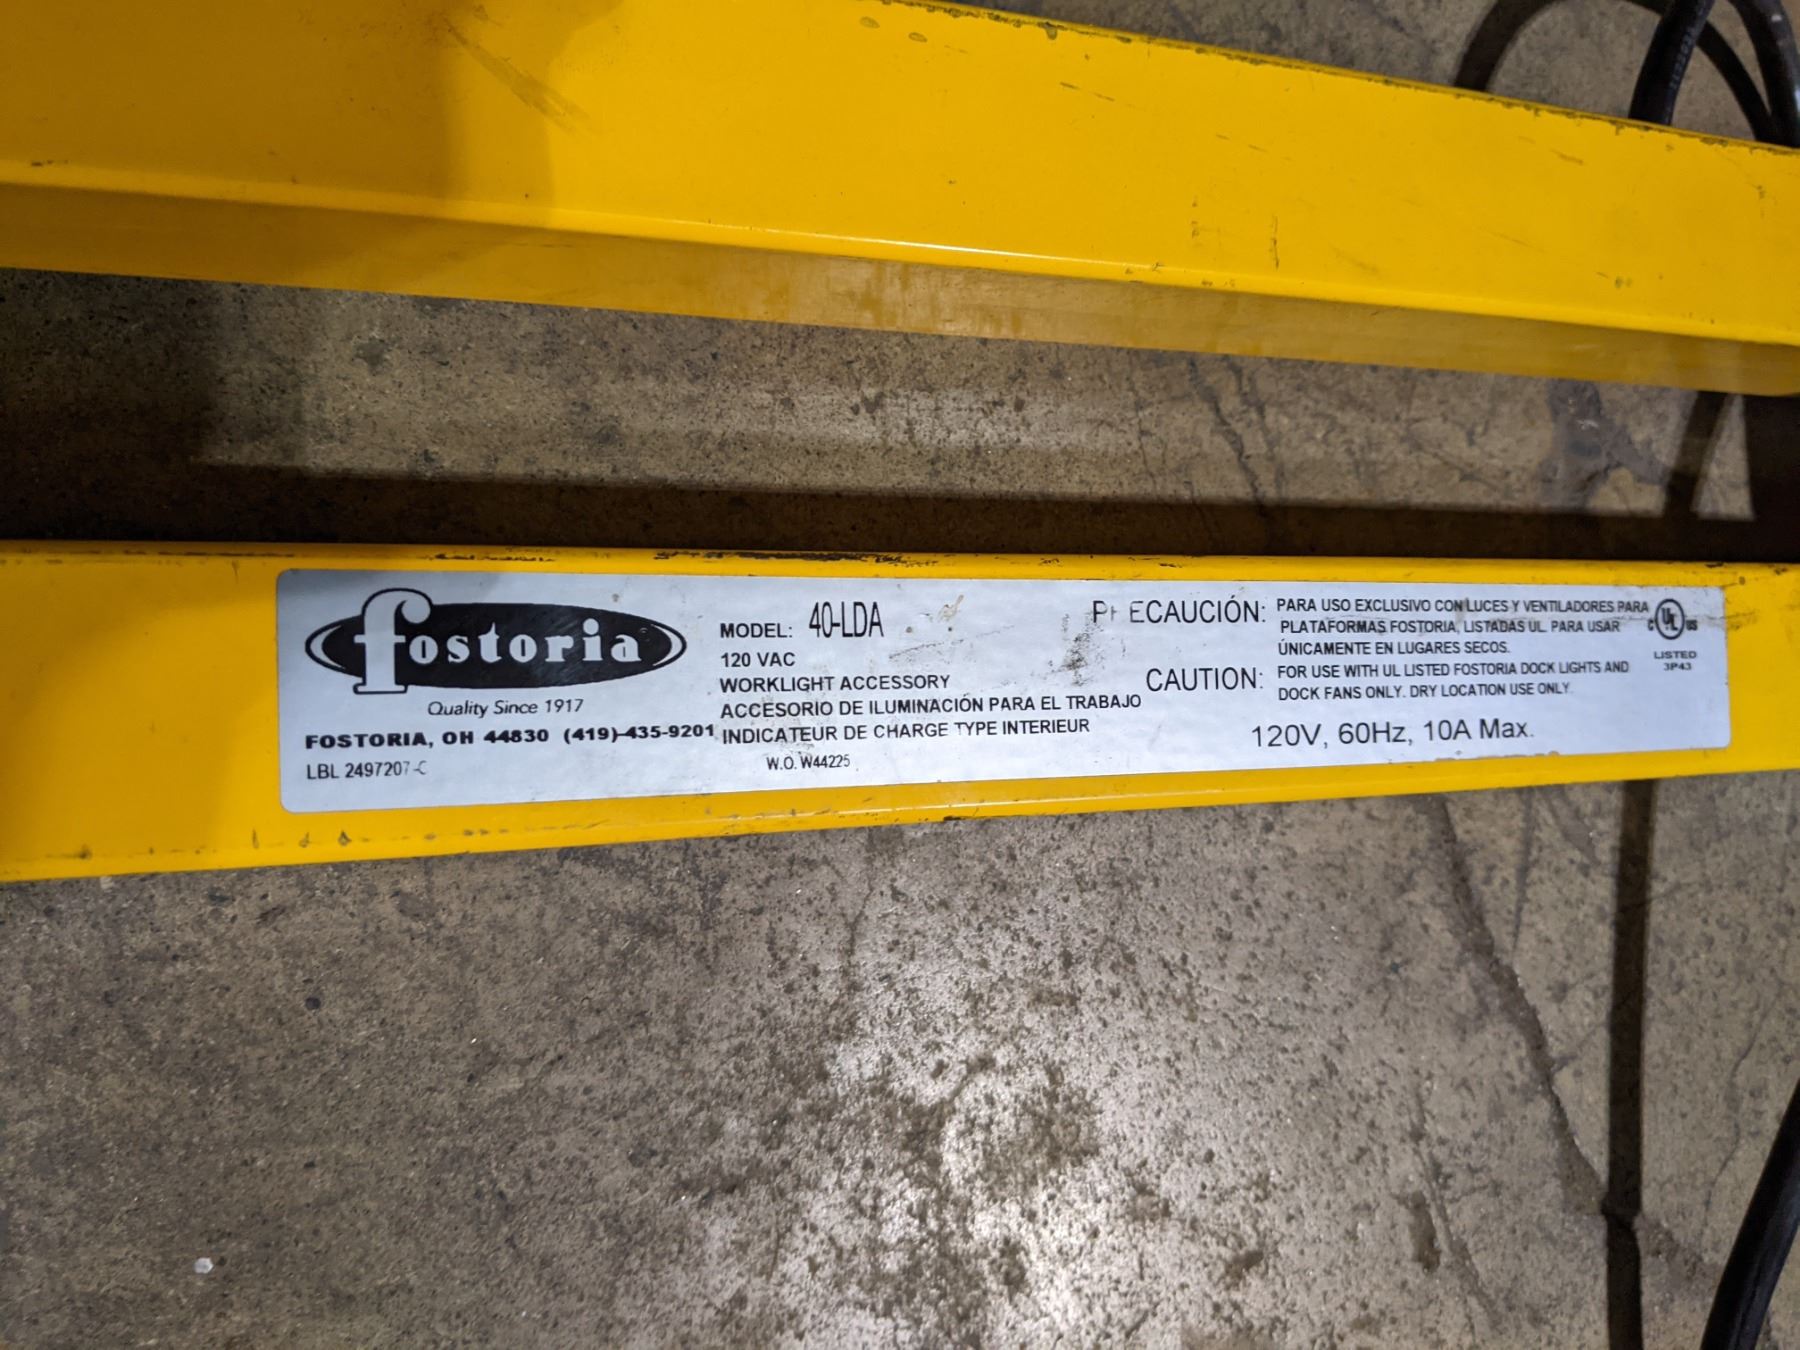 fostoria
Quality Since 1917
FOSTORIA, OH 44830 (419)-435-9201
LBL 2497207-C
MODEL: 40-LDA
120 VAC
WORKLIGHT ACCESSORY
ACCESORIO DE ILUMINACIÓN PARA EL TRABAJO
INDICATEUR DE CHARGE TYPE INTERIEUR
W.O. W44225
PRECAUCIÓN: PARA USO EXCLUSIVO CON LUCES Y VENTILADORES PARA
PLATAFORMAS FOSTORIA, LISTADAS UL. PARA USAR
ÚNICAMENTE EN LUGARES SECOS.
CAUTION: FOR USE WITH UL LISTED FOSTORIA DOCK LIGHTS AND
DOCK FANS ONLY. DRY LOCATION USE ONLY.
120V, 60Hz, 10A Max.
C UL US
LISTED
3P43